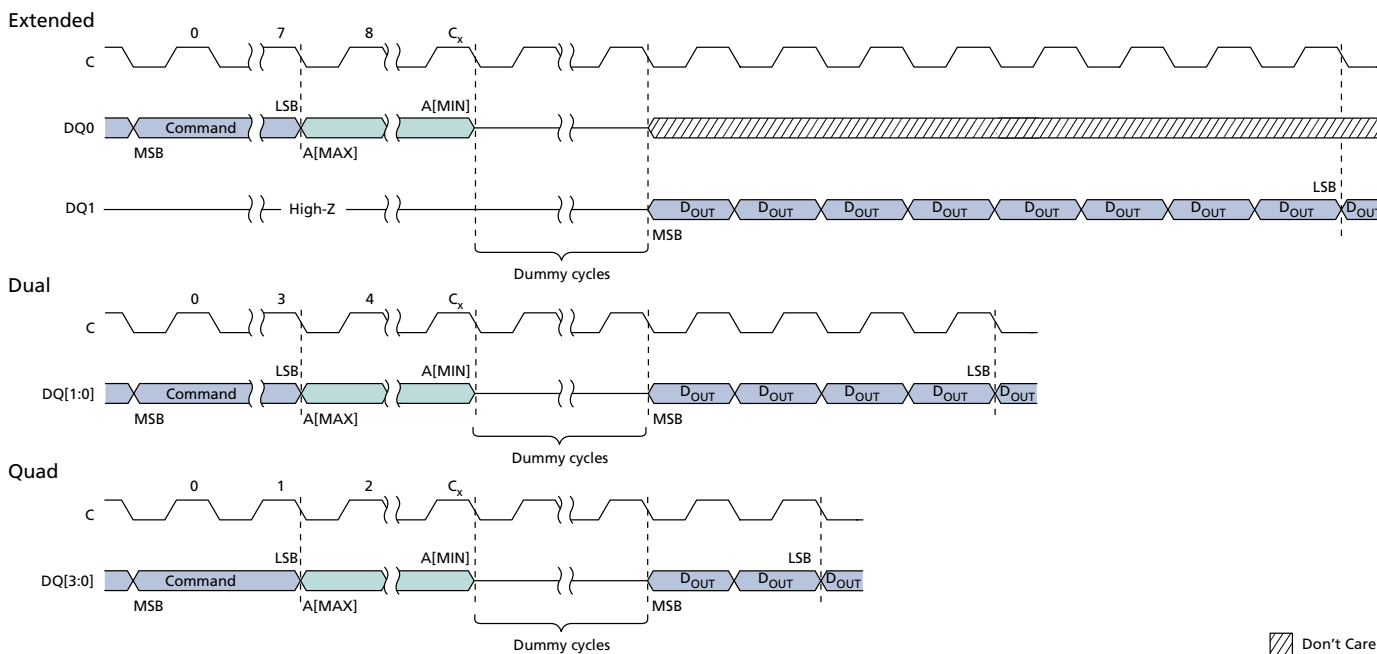 Extended
0 7 8 Cx
C
LSB A[MIN]
DQ0 Command
MSB A[MAX]
LSB
DQ1 High-Z DOUT DOUT DOUT DOUT DOUT DOUT DOUT DOUT DOUT
MSB
Dummy cycles
Dual
0 3 4 Cx
C
LSB A[MIN] LSB
DQ[1:0] Command DOUT DOUT DOUT DOUT DOUT
MSB A[MAX] MSB
Dummy cycles
Quad
0 1 2 Cx
C
LSB A[MIN] LSB
DQ[3:0] Command DOUT DOUT DOUT
MSB A[MAX] MSB
Dummy cycles
Don't Care